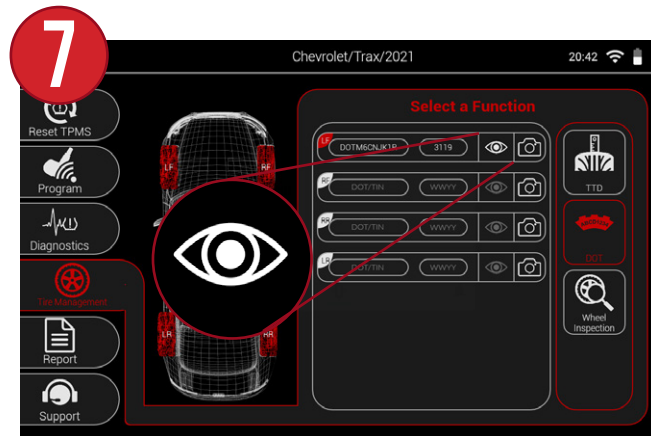 7
Chevrolet/Trax/2021
20:42
Reset TPMS
Program
Diagnostics
Tire Management
Report
Support
LF
RF
LR
RR
Select a Function
LF
DOTM6CNJK1R
3119
RF
DOT/TIN
WWYY
RR
DOT/TIN
WWYY
LR
DOT/TIN
WWYY
TTD
DOT
Wheel
Inspection